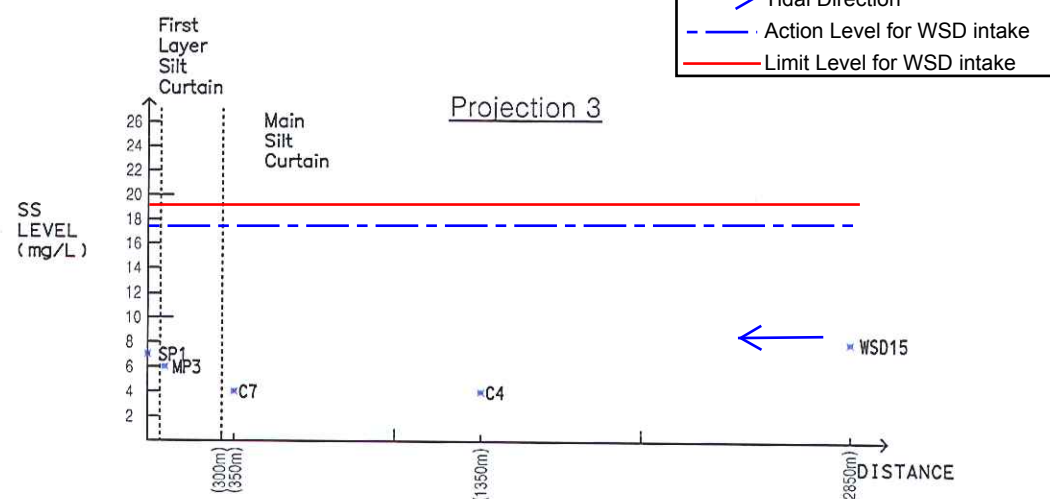 Tidal Direction
Action Level for WSD intake
Limit Level for WSD intake
First
Layer
Silt
Curtain
Projection 3
Main
Silt
Curtain
SS
LEVEL
(mg/L)
26
24
22
20
18
16
14
12
10
8
6
4
2
SP1
MP3
C7
C4
WSD15
(300m)
(350m)
(1350m)
(2850m)
DISTANCE